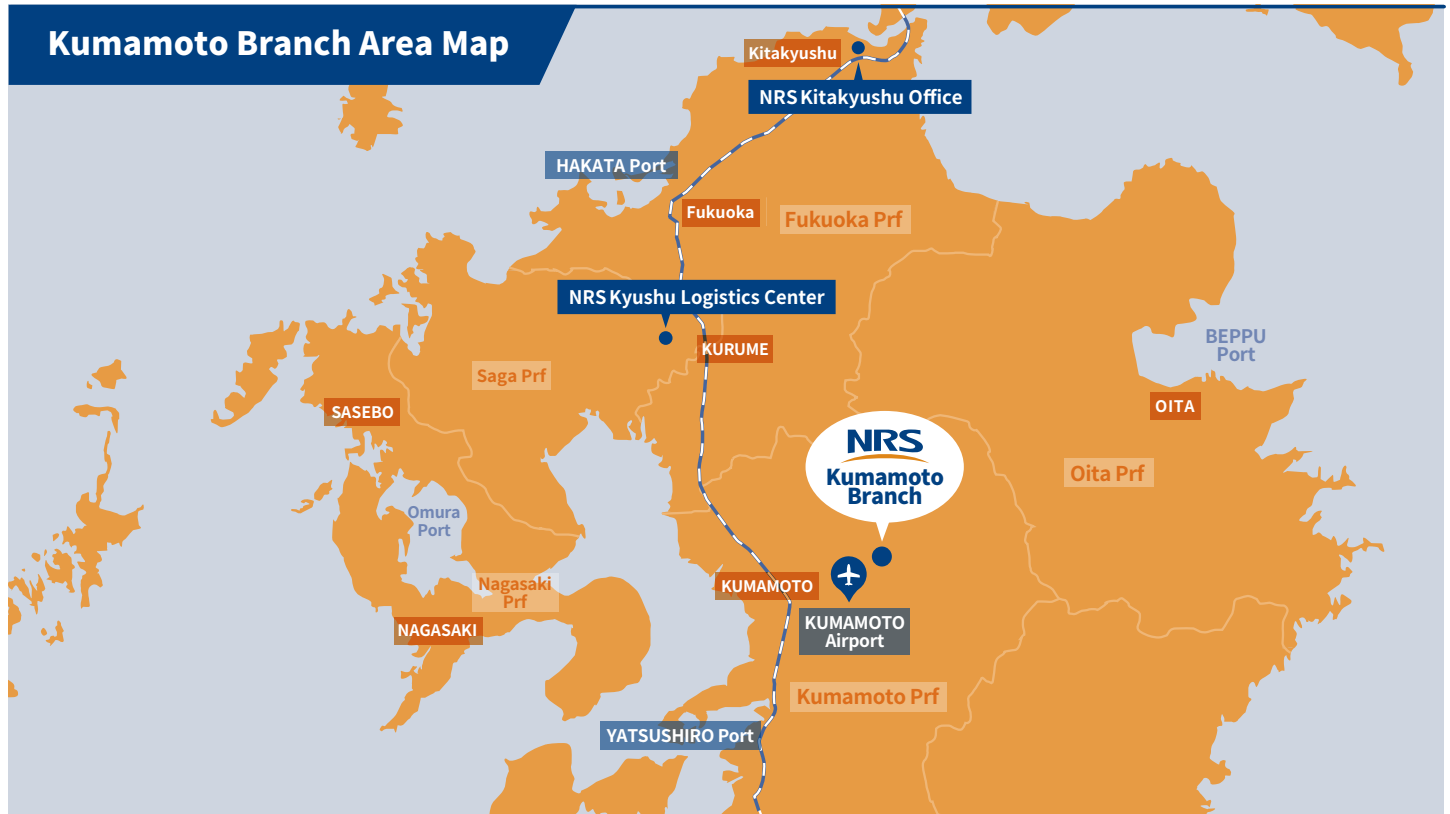 Kumamoto Branch Area Map
Kitakyushu
NRS Kitakyushu Office
HAKATA Port
Fukuoka
Fukuoka Prf
NRS Kyushu Logistics Center
KURUME
BEPPU
Port
Saga Prf
SASEBO
OITA
NRS
Kumamoto
Branch
Oita Prf
Omura
Port
Nagasaki
Prf
KUMAMOTO
NAGASAKI
KUMAMOTO
Airport
Kumamoto Prf
YATSUSHIRO Port